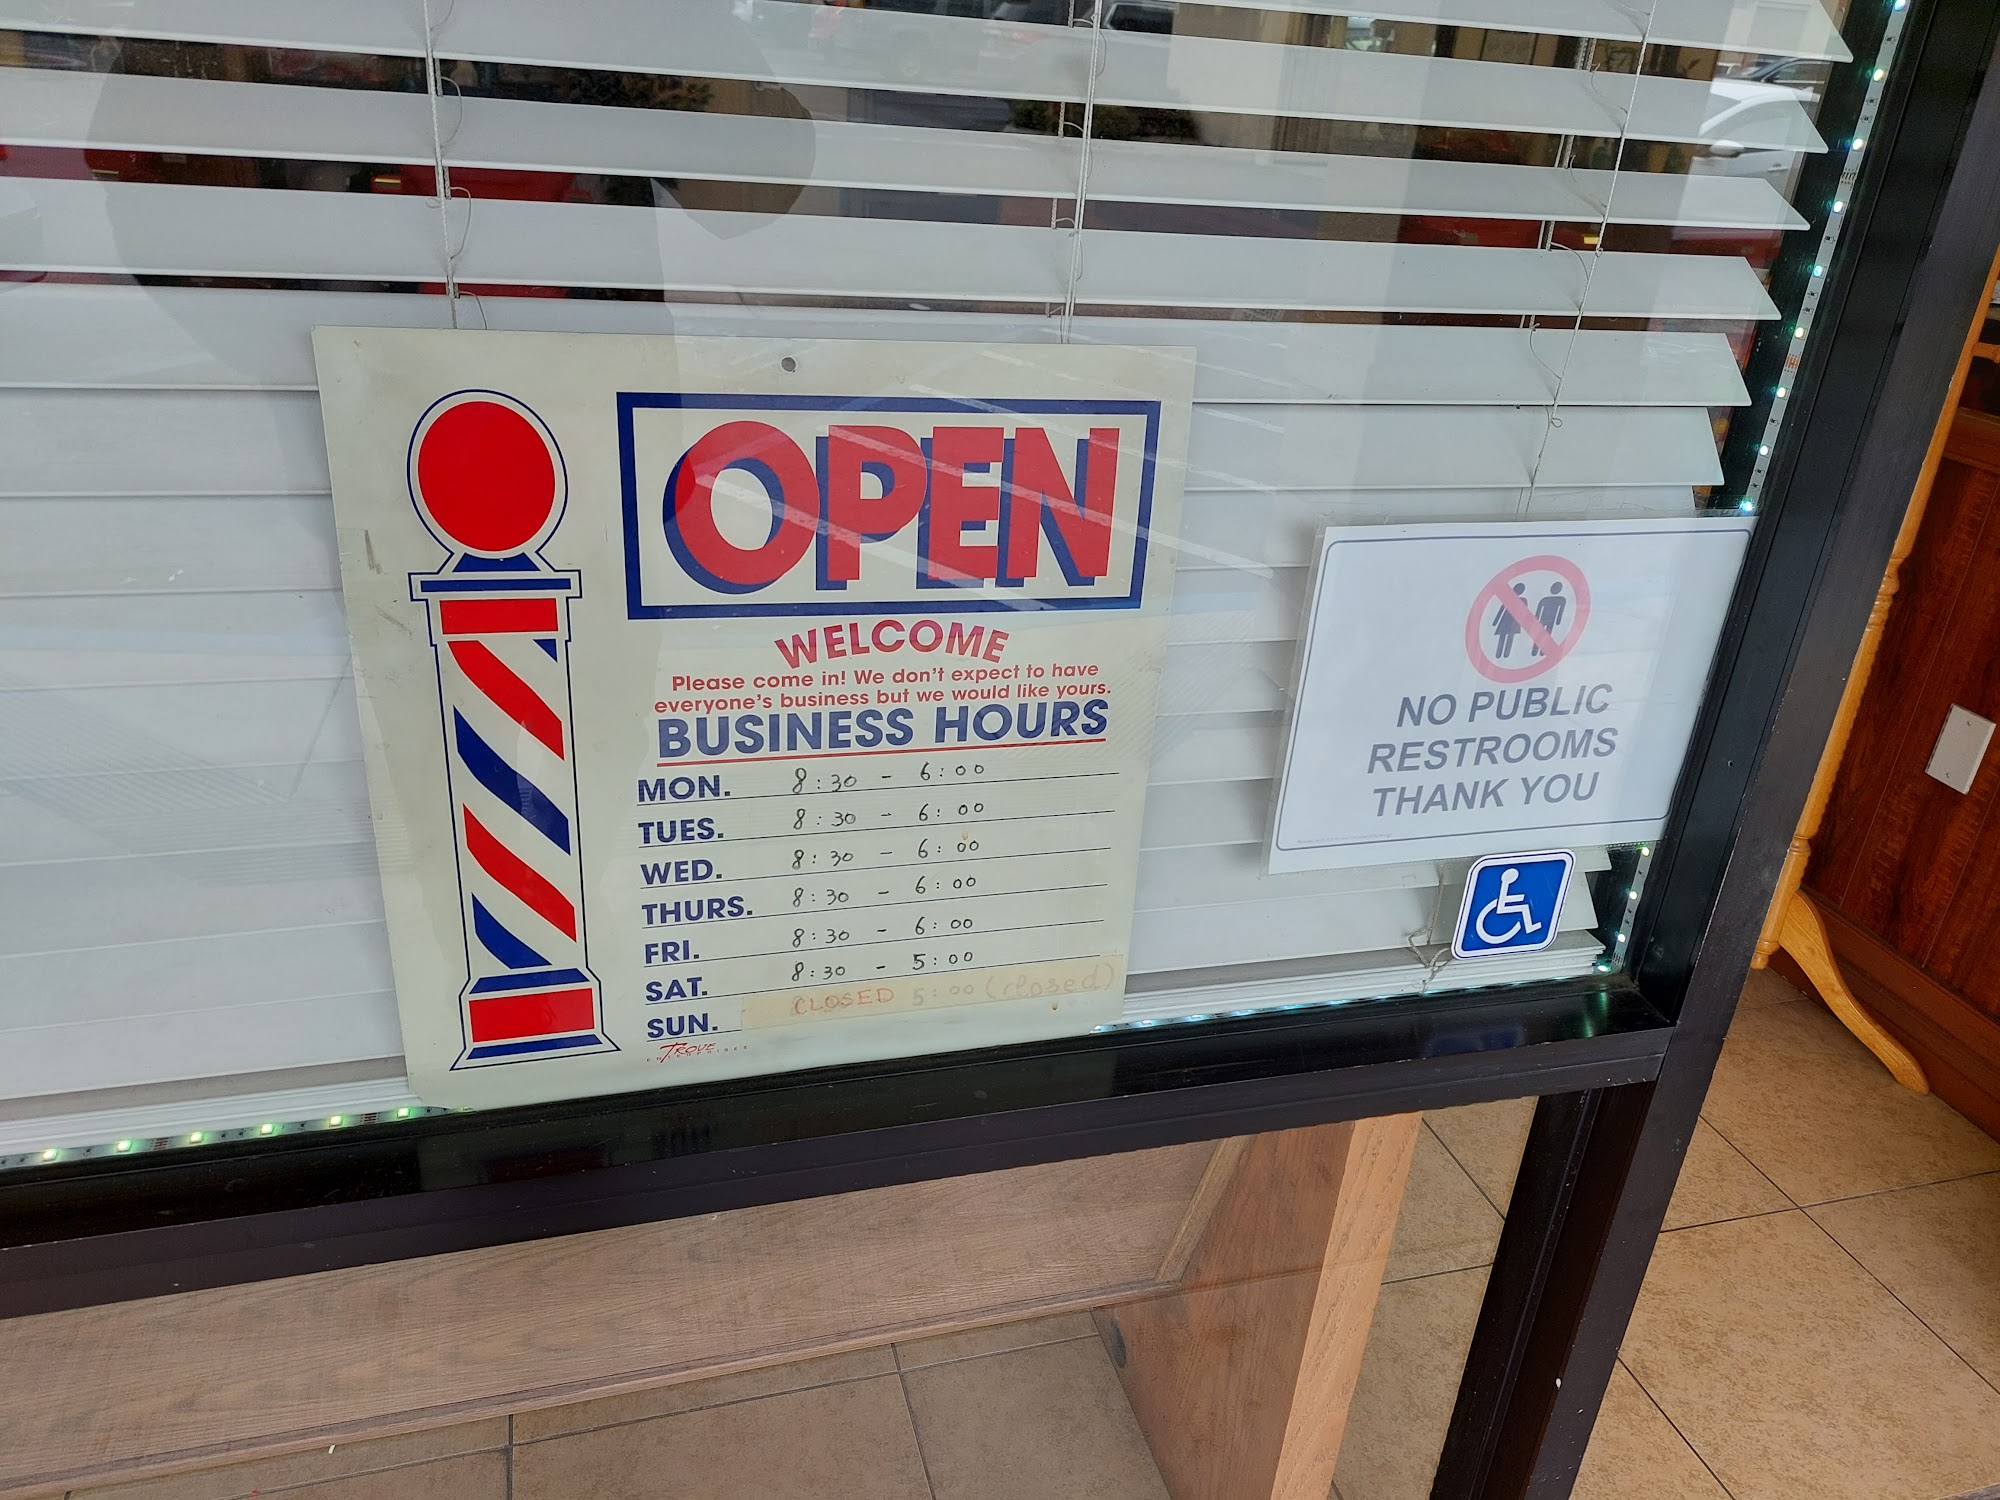 OPEN
WELCOME
Please come in! We don't expect to have
everyone's business but we would like yours.
BUSINESS HOURS
MON. 8:30 - 6:00
TUES. 8:30 - 6:00
WED. 8:30 - 6:00
THURS. 8:30 - 6:00
FRI. 8:30 - 6:00
SAT. 8:30 - 5:00
SUN. CLOSED 5:00 (closed)
TROUE
ENTERPRISES
NO PUBLIC
RESTROOMS
THANK YOU